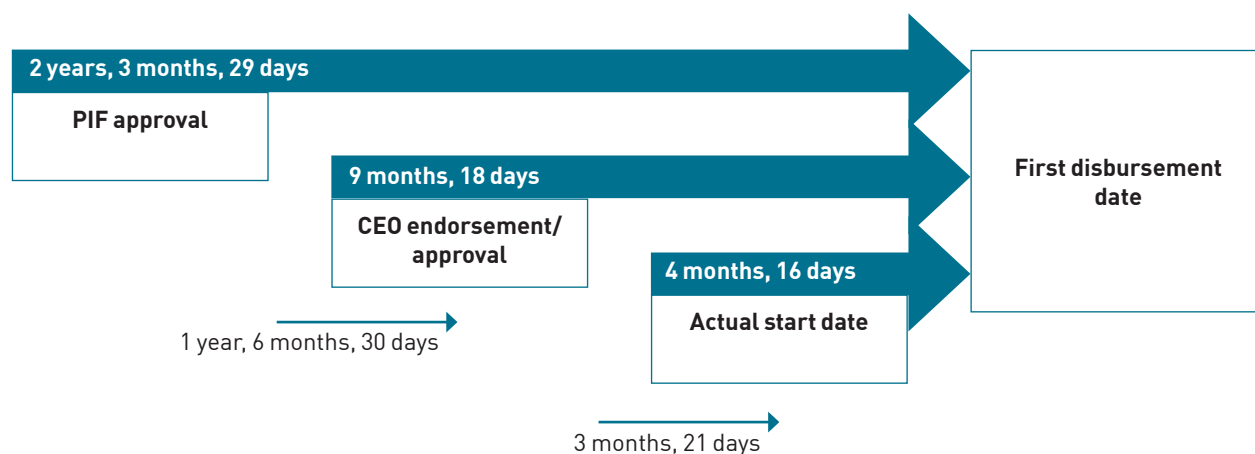 2 years, 3 months, 29 days
PIF approval
9 months, 18 days
CEO endorsement/
approval
1 year, 6 months, 30 days
4 months, 16 days
Actual start date
3 months, 21 days
First disbursement
date